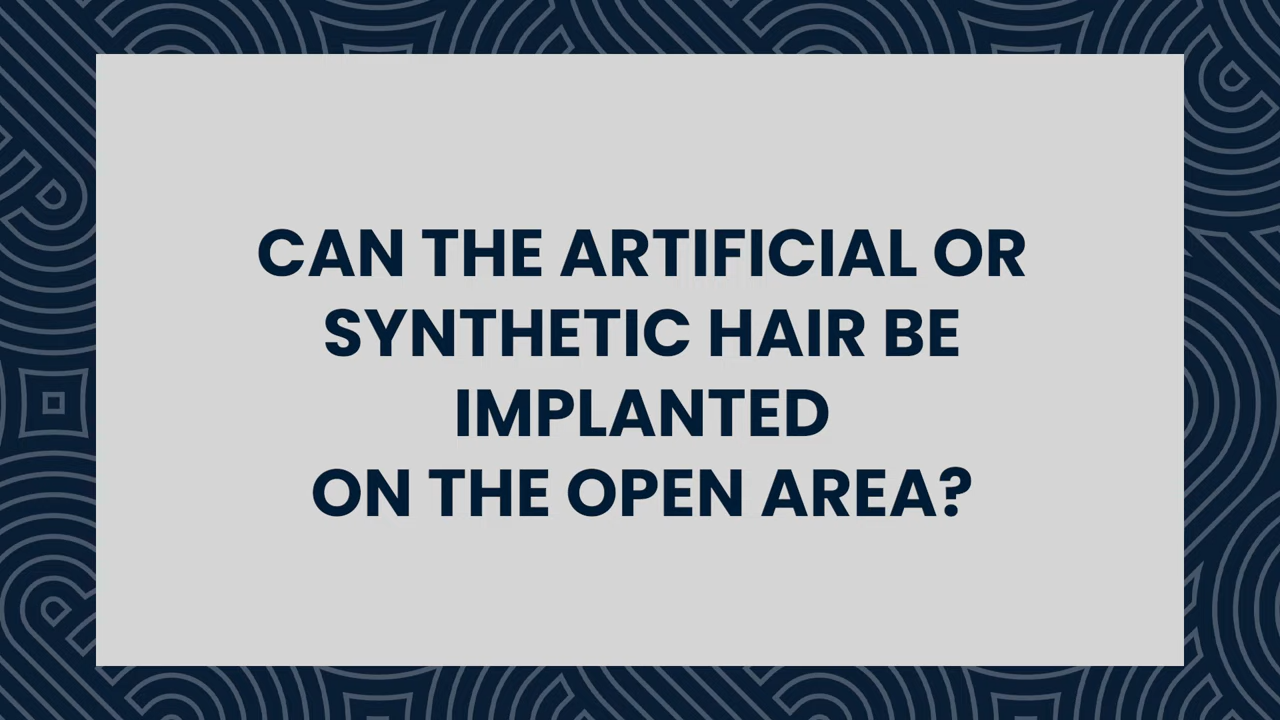 CAN THE ARTIFICIAL OR
SYNTHETIC HAIR BE
IMPLANTED
ON THE OPEN AREA?